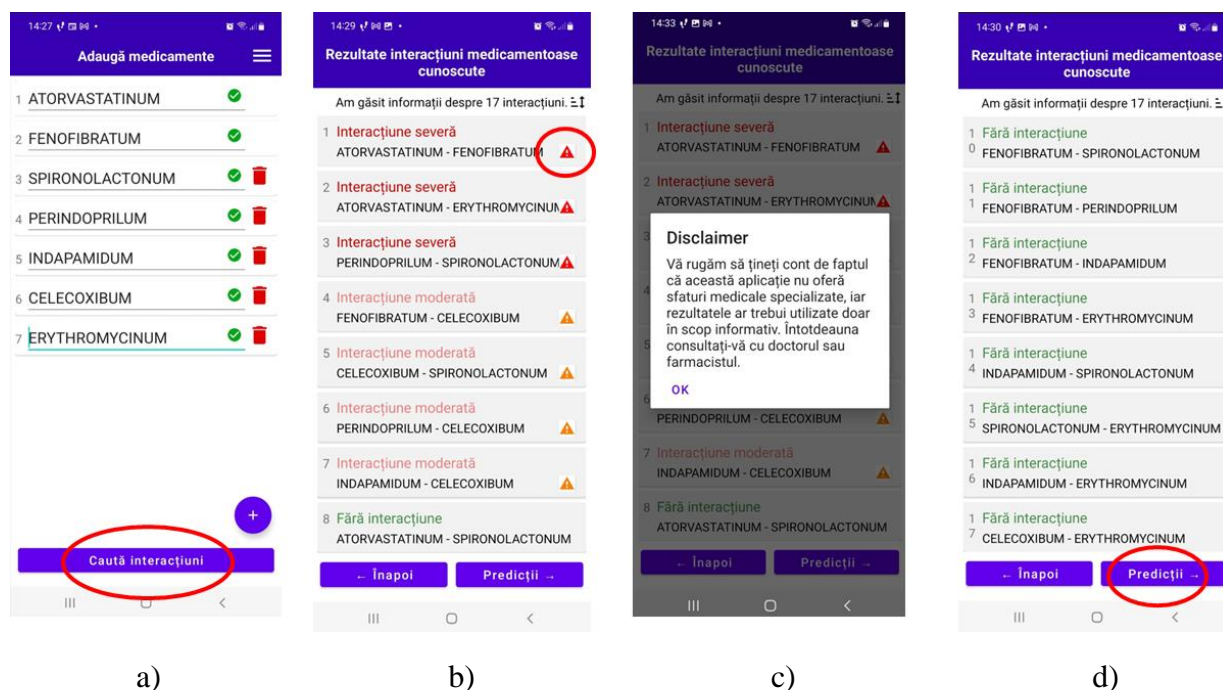 14:27
Adaugă medicamente
1 ATORVASTATINUM
2 FENOFIBRATUM
3 SPIRONOLACTONUM
4 PERINDOPRILUM
5 INDAPAMIDUM
6 CELECOXIBUM
7 ERYTHROMYCINUM
+
Caută interacțiuni
a)
14:29
Rezultate interacțiuni medicamentoase
cunoscute
Am găsit informații despre 17 interacțiuni.
1 Interacțiune severă
ATORVASTATINUM - FENOFIBRATUM
2 Interacțiune severă
ATORVASTATINUM - ERYTHROMYCINUM
3 Interacțiune severă
PERINDOPRILUM - SPIRONOLACTONUM
4 Interacțiune moderată
FENOFIBRATUM - CELECOXIBUM
5 Interacțiune moderată
CELECOXIBUM - SPIRONOLACTONUM
6 Interacțiune moderată
PERINDOPRILUM - CELECOXIBUM
7 Interacțiune moderată
INDAPAMIDUM - CELECOXIBUM
8 Fără interacțiune
ATORVASTATINUM - SPIRONOLACTONUM
← Înapoi
Predicții →
b)
14:33
Rezultate interacțiuni medicamentoase
cunoscute
Am găsit informații despre 17 interacțiuni.
1 Interacțiune severă
ATORVASTATINUM - FENOFIBRATUM
2 Interacțiune severă
ATORVASTATINUM - ERYTHROMYCINUM
3
Disclaimer
Vă rugăm să țineți cont de faptul
că această aplicație nu oferă
sfaturi medicale specializate, iar
rezultatele ar trebui utilizate doar
în scop informativ. Întotdeauna
consultați-vă cu doctorul sau
farmacistul.
OK
4
5
6
PERINDOPRILUM - CELECOXIBUM
7 Interacțiune moderată
INDAPAMIDUM - CELECOXIBUM
8 Fără interacțiune
ATORVASTATINUM - SPIRONOLACTONUM
← Înapoi
Predicții →
c)
14:30
Rezultate interacțiuni medicamentoase
cunoscute
Am găsit informații despre 17 interacțiuni.
10 Fără interacțiune
FENOFIBRATUM - SPIRONOLACTONUM
11 Fără interacțiune
FENOFIBRATUM - PERINDOPRILUM
12 Fără interacțiune
FENOFIBRATUM - INDAPAMIDUM
13 Fără interacțiune
FENOFIBRATUM - ERYTHROMYCINUM
14 Fără interacțiune
INDAPAMIDUM - SPIRONOLACTONUM
15 Fără interacțiune
SPIRONOLACTONUM - ERYTHROMYCINUM
16 Fără interacțiune
INDAPAMIDUM - ERYTHROMYCINUM
17 Fără interacțiune
CELECOXIBUM - ERYTHROMYCINUM
← Înapoi
Predicții →
d)